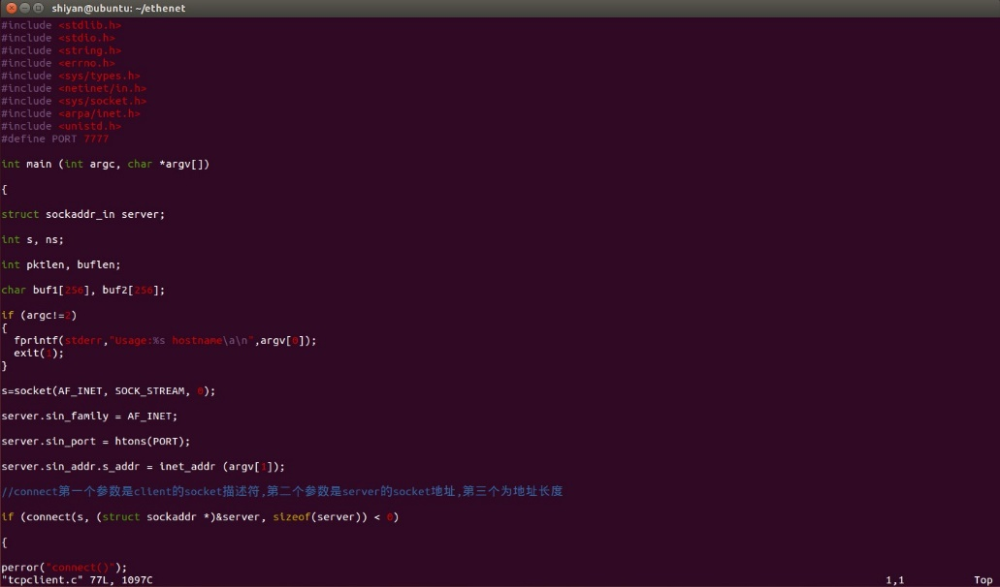 shiyan@ubuntu: ~/ethenet
#include <stdlib.h>
#include <stdio.h>
#include <string.h>
#include <errno.h>
#include <sys/types.h>
#include <netinet/in.h>
#include <sys/socket.h>
#include <arpa/inet.h>
#include <unistd.h>
#define PORT 7777
int main (int argc, char *argv[])
{
struct sockaddr_in server;
int s, ns;
int pktlen, buflen;
char buf1[256], buf2[256];
if (argc!=2)
{
  fprintf(stderr,"Usage:%s hostname\a\n",argv[0]);
  exit(1);
}
s=socket(AF_INET, SOCK_STREAM, 0);
server.sin_family = AF_INET;
server.sin_port = htons(PORT);
server.sin_addr.s_addr = inet_addr (argv[1]);
//connect第一个参数是client的socket描述符,第二个参数是server的socket地址,第三个为地址长度
if (connect(s, (struct sockaddr *)&server, sizeof(server)) < 0)
{
perror("connect()");
"tcpclient.c" 77L, 1097C 1,1 Top